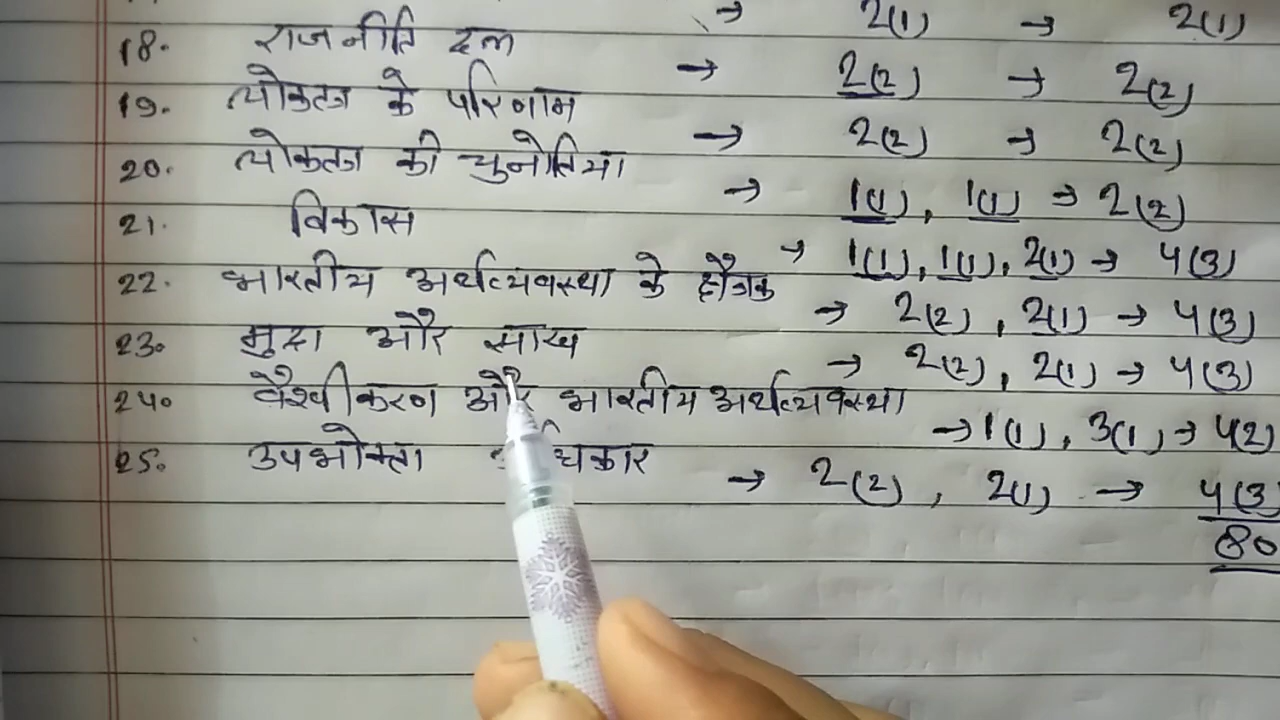 → 2(1) → 2(1)
18. राजनीति दल → 2(2) → 2(2)
19. लोकतंत्र के परिणाम → 2(2) → 2(2)
20. लोकतंत्र की चुनोतिया → 1(1), 1(1) → 2(2)
21. विकास → 1(1), 1(1), 2(1) → 4(3)
22. भारतीय अर्थव्यवस्था के क्षैत्रक → 2(2), 2(1) → 4(3)
23. मुद्रा और साख → 2(2), 2(1) → 4(3)
24. वैश्वीकरण और भारतीय अर्थव्यवस्था → 1(1), 3(1) → 4(2)
25. उपभोक्ता → 2(2), 2(1) → 4(3)
80